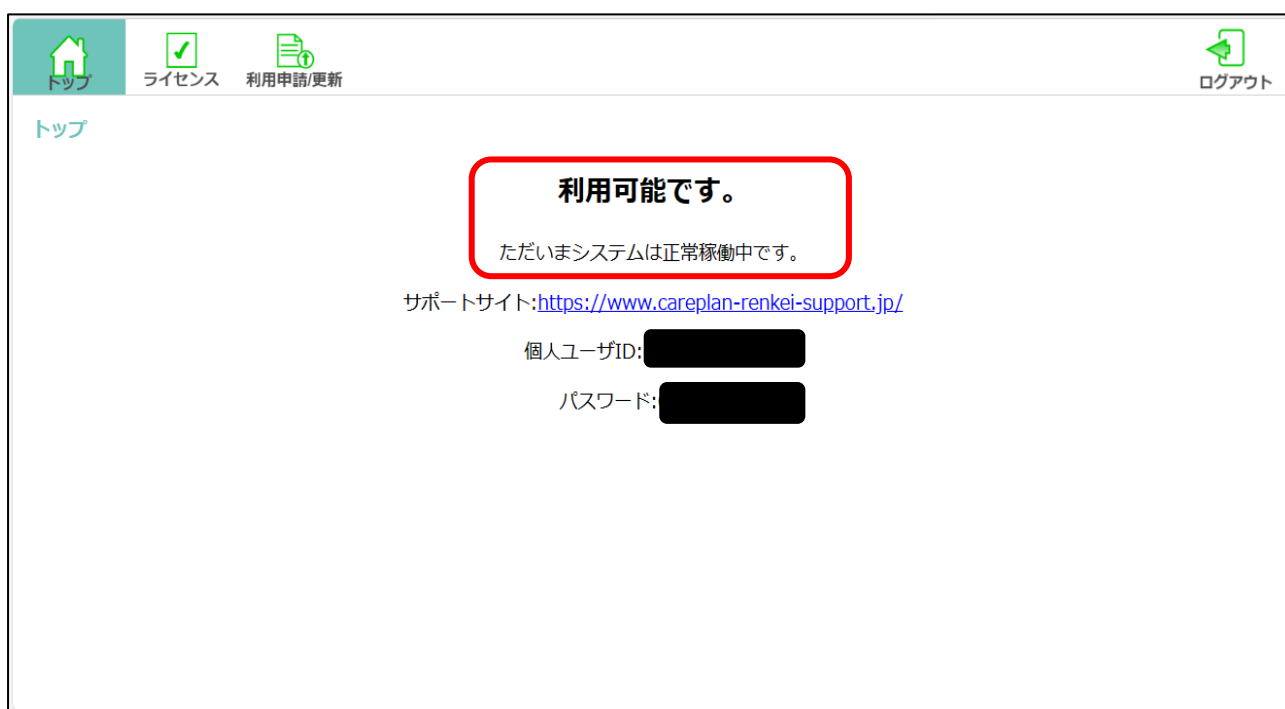 トップ
ライセンス
利用申請/更新
ログアウト
トップ
利用可能です。
ただいまシステムは正常稼働中です。
サポートサイト:https://www.careplan-renkei-support.jp/
個人ユーザID:
パスワード: